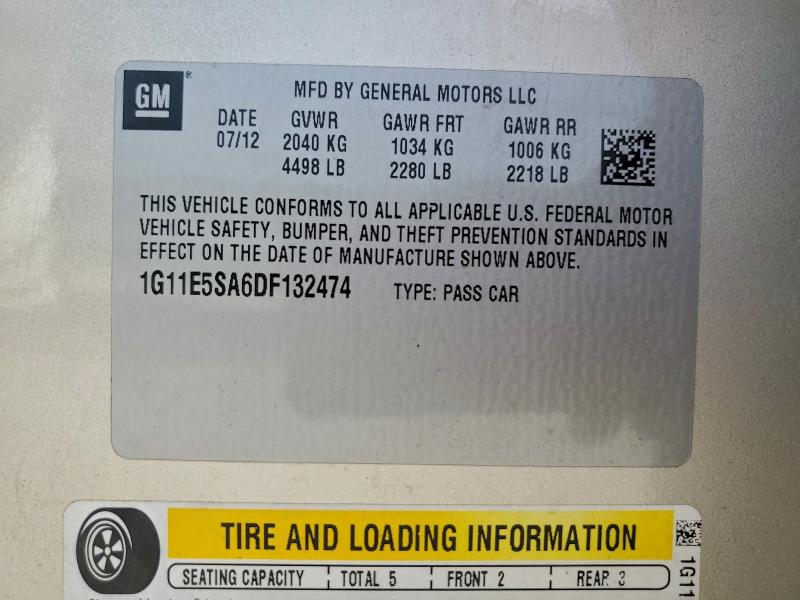 GM
MFD BY GENERAL MOTORS LLC
DATE GVWR GAWR FRT GAWR RR
07/12 2040 KG 1034 KG 1006 KG
4498 LB 2280 LB 2218 LB
THIS VEHICLE CONFORMS TO ALL APPLICABLE U.S. FEDERAL MOTOR
VEHICLE SAFETY, BUMPER, AND THEFT PREVENTION STANDARDS IN
EFFECT ON THE DATE OF MANUFACTURE SHOWN ABOVE.
1G11E5SA6DF132474 TYPE: PASS CAR
TIRE AND LOADING INFORMATION
SEATING CAPACITY TOTAL 5 FRONT 2 REAR 3
1G11